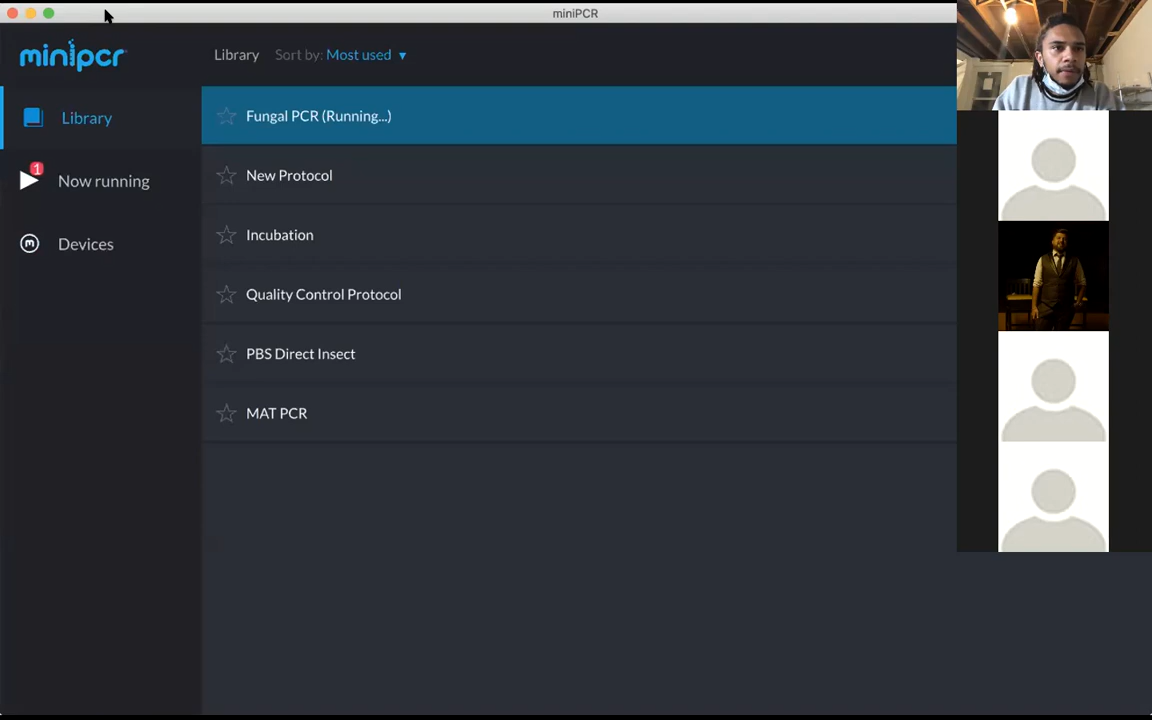 miniPCR
minipcr
Library Sort by: Most used ▾
Library
Now running
1
Devices
m
Fungal PCR (Running...)
New Protocol
Incubation
Quality Control Protocol
PBS Direct Insect
MAT PCR